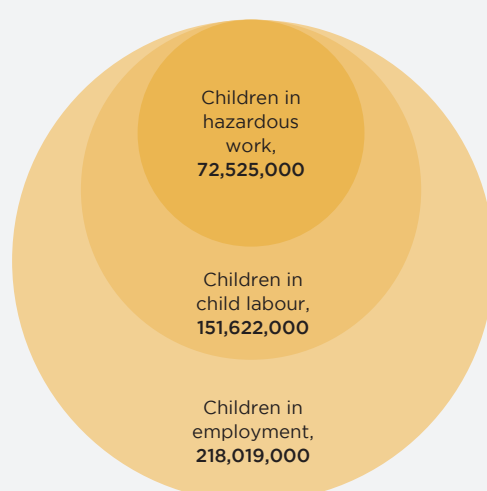 Children in
hazardous
work,
72,525,000
Children in
child labour,
151,622,000
Children in
employment,
218,019,000